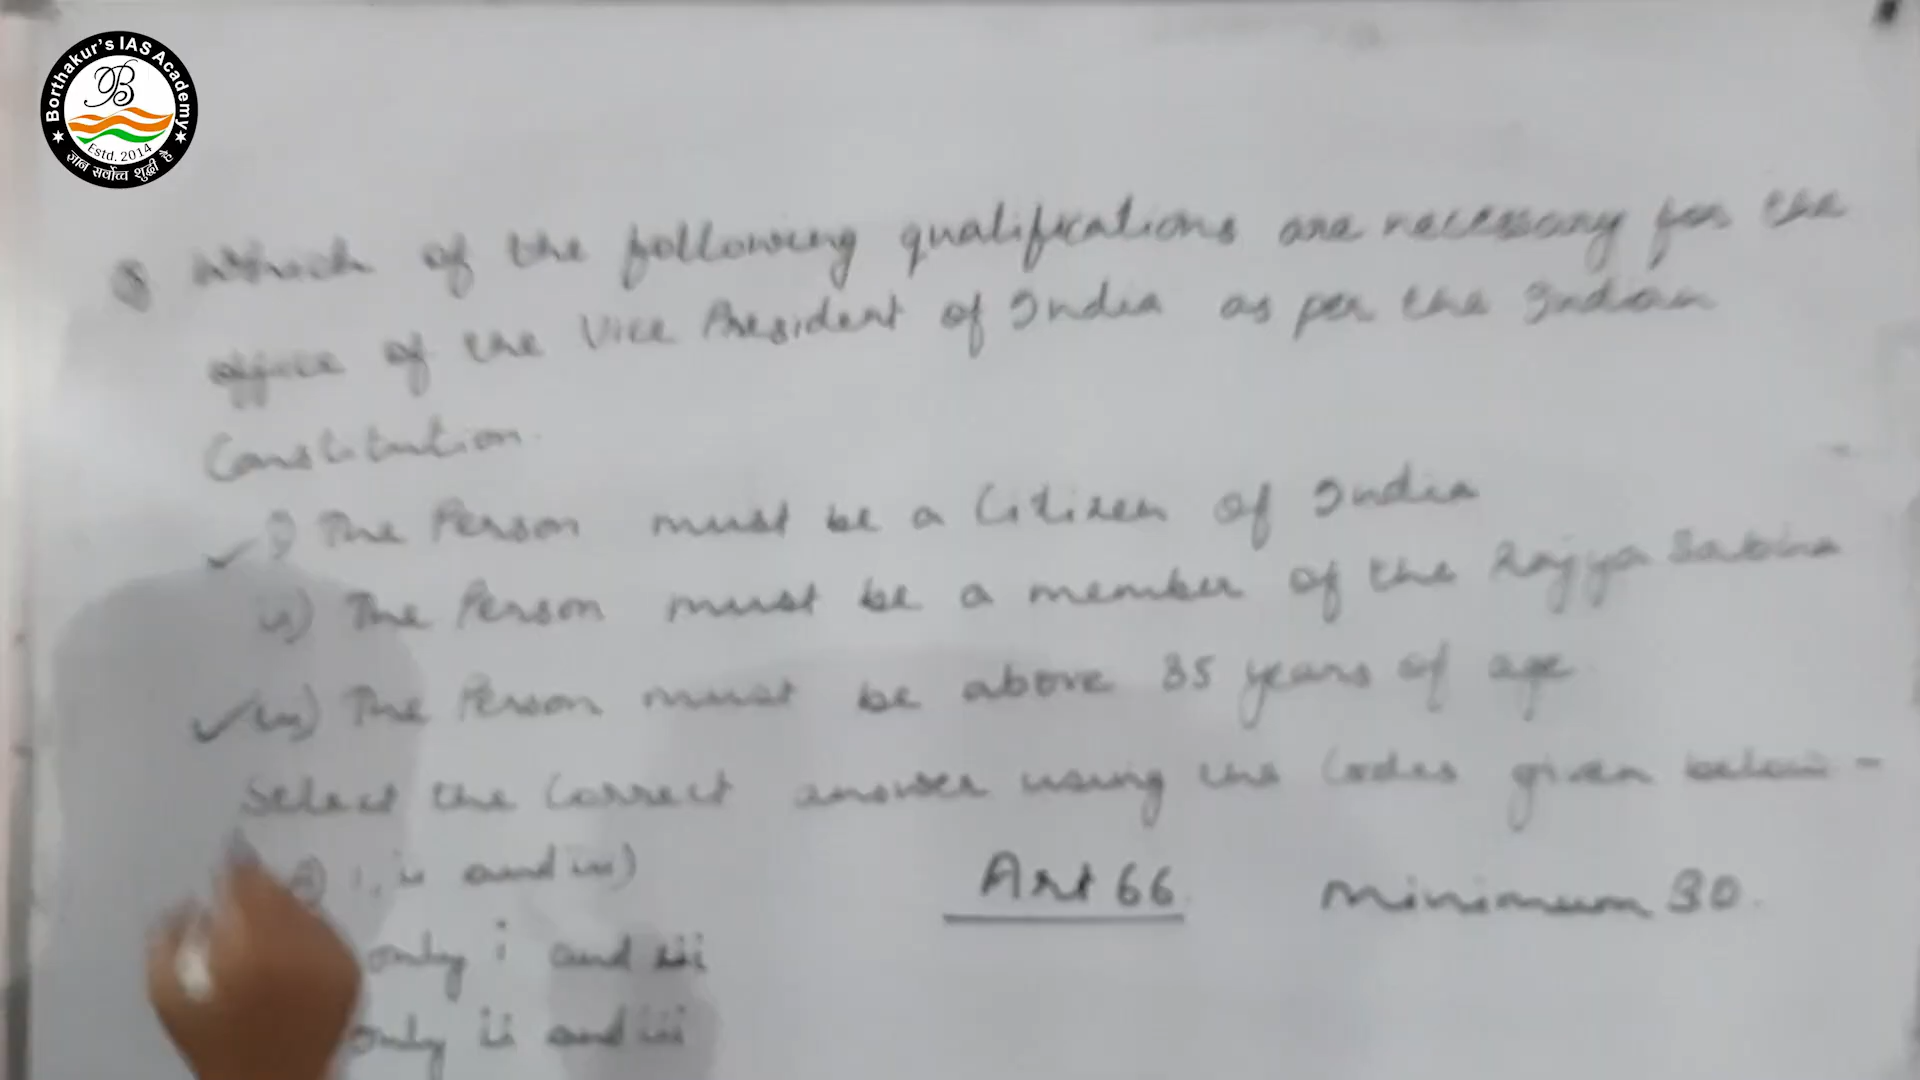 Borthakur's IAS Academy
B
Estd. 2014
ज्ञान सर्वोच्च शुद्धी है
Which of the following qualifications are necessary for the
office of the Vice President of India as per the Indian
Constitution.
i) The Person must be a Citizen of India
ii) The Person must be a member of the Rajya Sabha
iii) The Person must be above 35 years of age
Select the correct answer using the codes given below -
a) i, ii and iii)
Art 66. Minimum 30.
only i and iii
only ii and iii